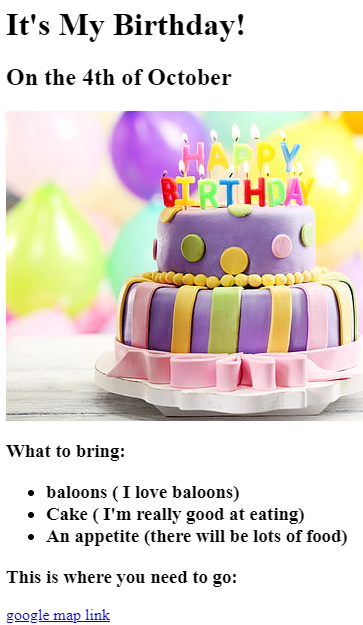 It's My Birthday!
On the 4th of October
HAPPY
BIRTHDAY
What to bring:
baloons ( I love baloons)
Cake ( I'm really good at eating)
An appetite (there will be lots of food)
This is where you need to go:
google map link